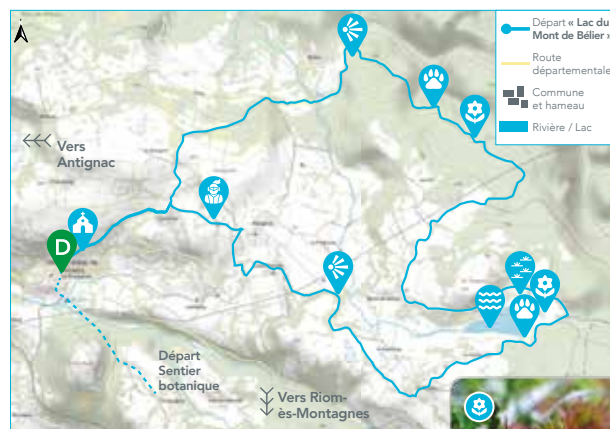 Départ « Lac du
Mont de Bélier »
Route
départementale
Commune
et hameau
Rivière / Lac
Vers
Antignac
D
Départ
Sentier
botanique
Vers Riom-
ès-Montagnes